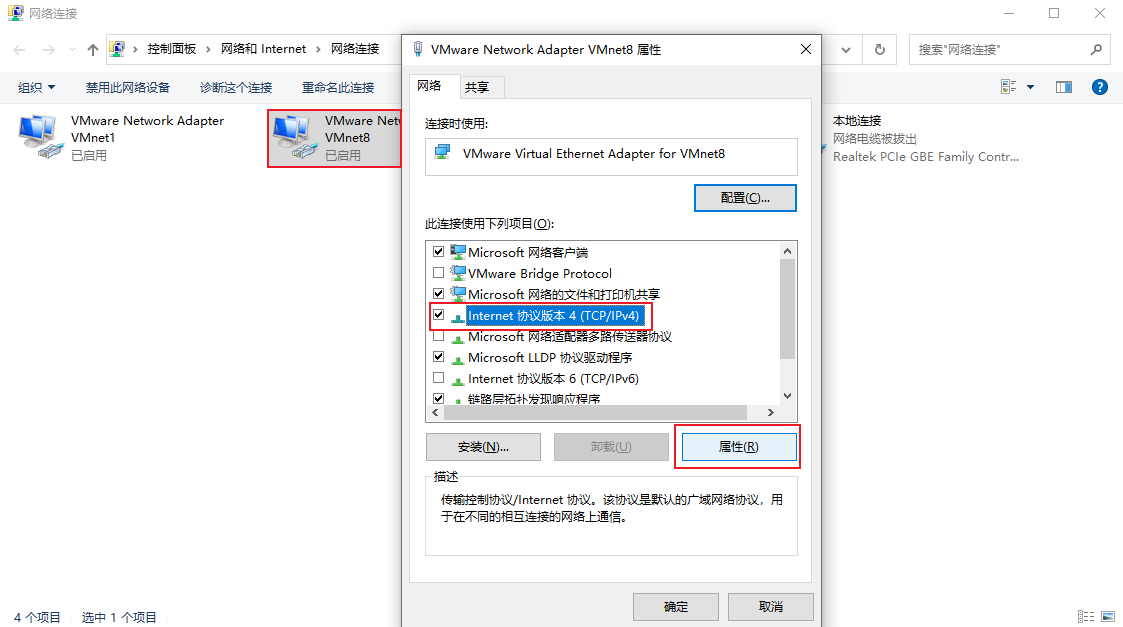 网络连接
控制面板 › 网络和 Internet › 网络连接
搜索"网络连接"
组织 禁用此网络设备 诊断这个连接 重命名此连接
VMware Network Adapter
VMnet1
已启用
VMware Netw
VMnet8
已启用
本地连接
网络电缆被拔出
Realtek PCIe GBE Family Contr...
VMware Network Adapter VMnet8 属性
网络 共享
连接时使用:
VMware Virtual Ethernet Adapter for VMnet8
配置(C)...
此连接使用下列项目(O):
Microsoft 网络客户端
VMware Bridge Protocol
Microsoft 网络的文件和打印机共享
Internet 协议版本 4 (TCP/IPv4)
Microsoft 网络适配器多路传送器协议
Microsoft LLDP 协议驱动程序
Internet 协议版本 6 (TCP/IPv6)
链路层拓扑发现响应程序
安装(N)... 卸载(U) 属性(R)
描述
传输控制协议/Internet 协议。该协议是默认的广域网络协议，用
于在不同的相互连接的网络上通信。
确定 取消
4 个项目 选中 1 个项目